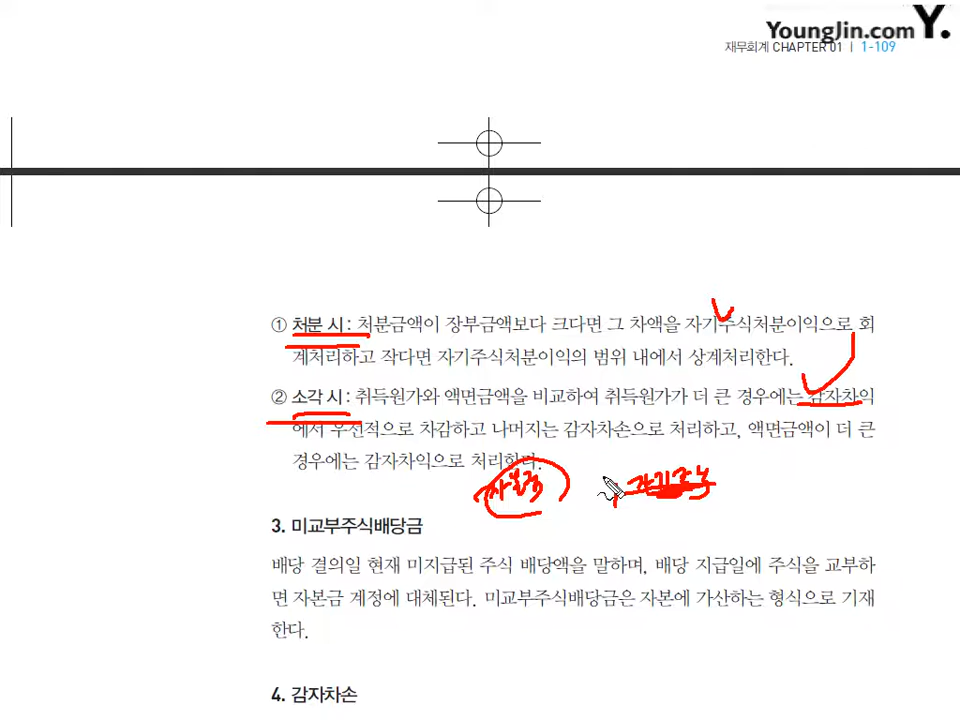 YoungJin.com Y.
재무회계 CHAPTER 01 | 1-109
① 처분 시 : 처분금액이 장부금액보다 크다면 그 차액을 자기주식처분이익으로 회
계처리하고 작다면 자기주식처분이익의 범위 내에서 상계처리한다.
② 소각 시 : 취득원가와 액면금액을 비교하여 취득원가가 더 큰 경우에는 감자차익
에서 우선적으로 차감하고 나머지는 감자차손으로 처리하고, 액면금액이 더 큰
경우에는 감자차익으로 처리한다.
3. 미교부주식배당금
배당 결의일 현재 미지급된 주식 배당액을 말하며, 배당 지급일에 주식을 교부하
면 자본금 계정에 대체된다. 미교부주식배당금은 자본에 가산하는 형식으로 기재
한다.
4. 감자차손